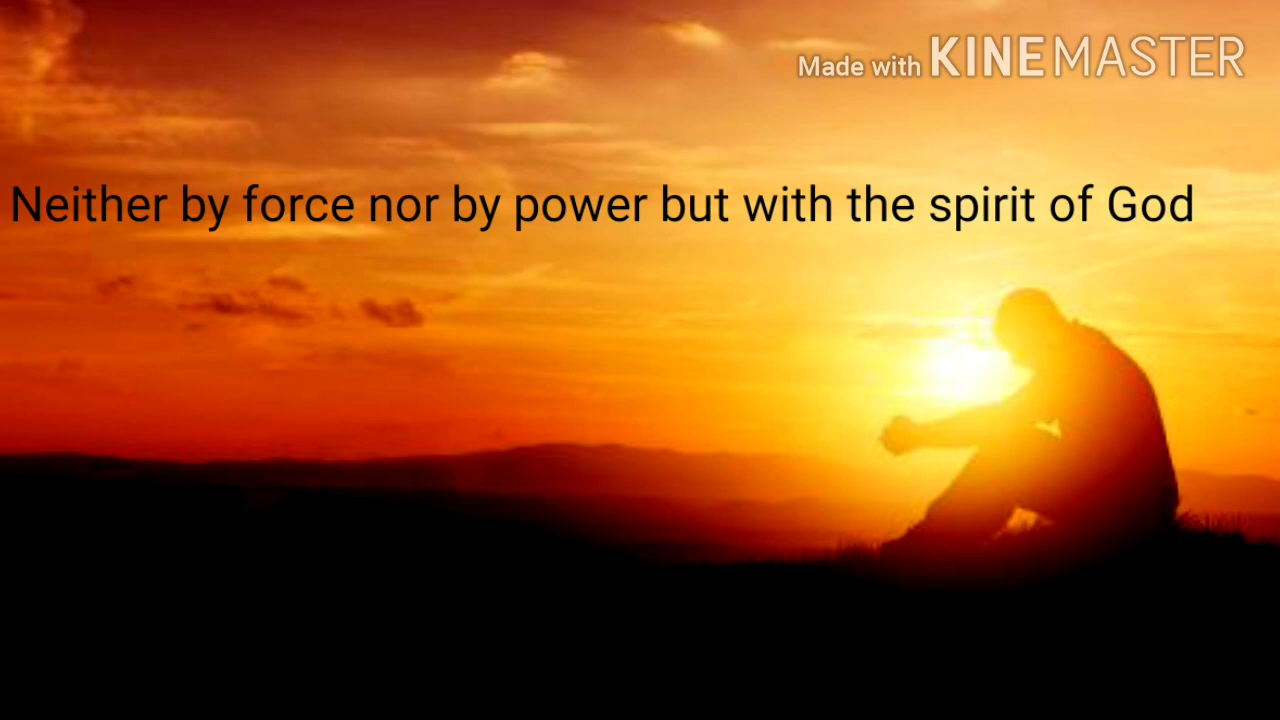 Made with KINEMASTER
Neither by force nor by power but with the spirit of God